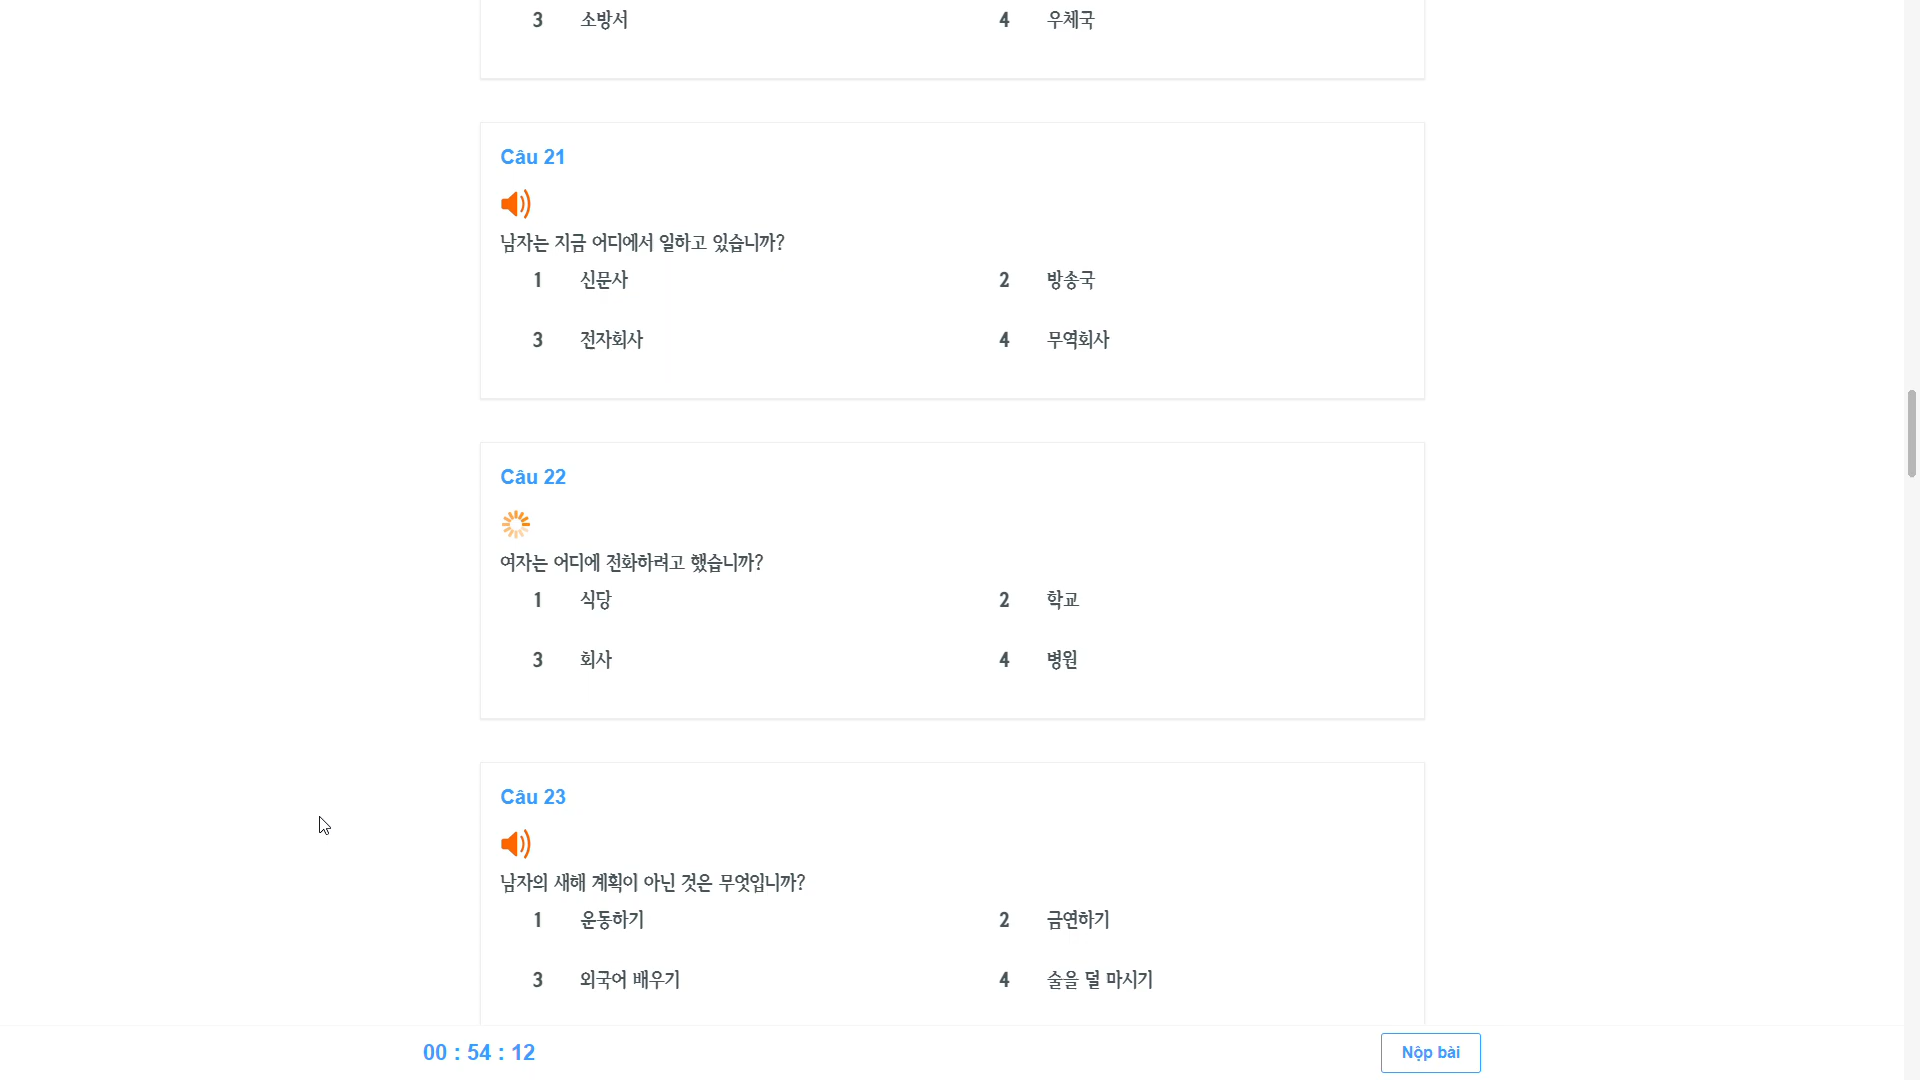 3 소방서 4 우체국
Câu 21
남자는 지금 어디에서 일하고 있습니까?
1 신문사 2 방송국
3 전자회사 4 무역회사
Câu 22
여자는 어디에 전화하려고 했습니까?
1 식당 2 학교
3 회사 4 병원
Câu 23
남자의 새해 계획이 아닌 것은 무엇입니까?
1 운동하기 2 금연하기
3 외국어 배우기 4 술을 덜 마시기
00 : 54 : 12 Nộp bài